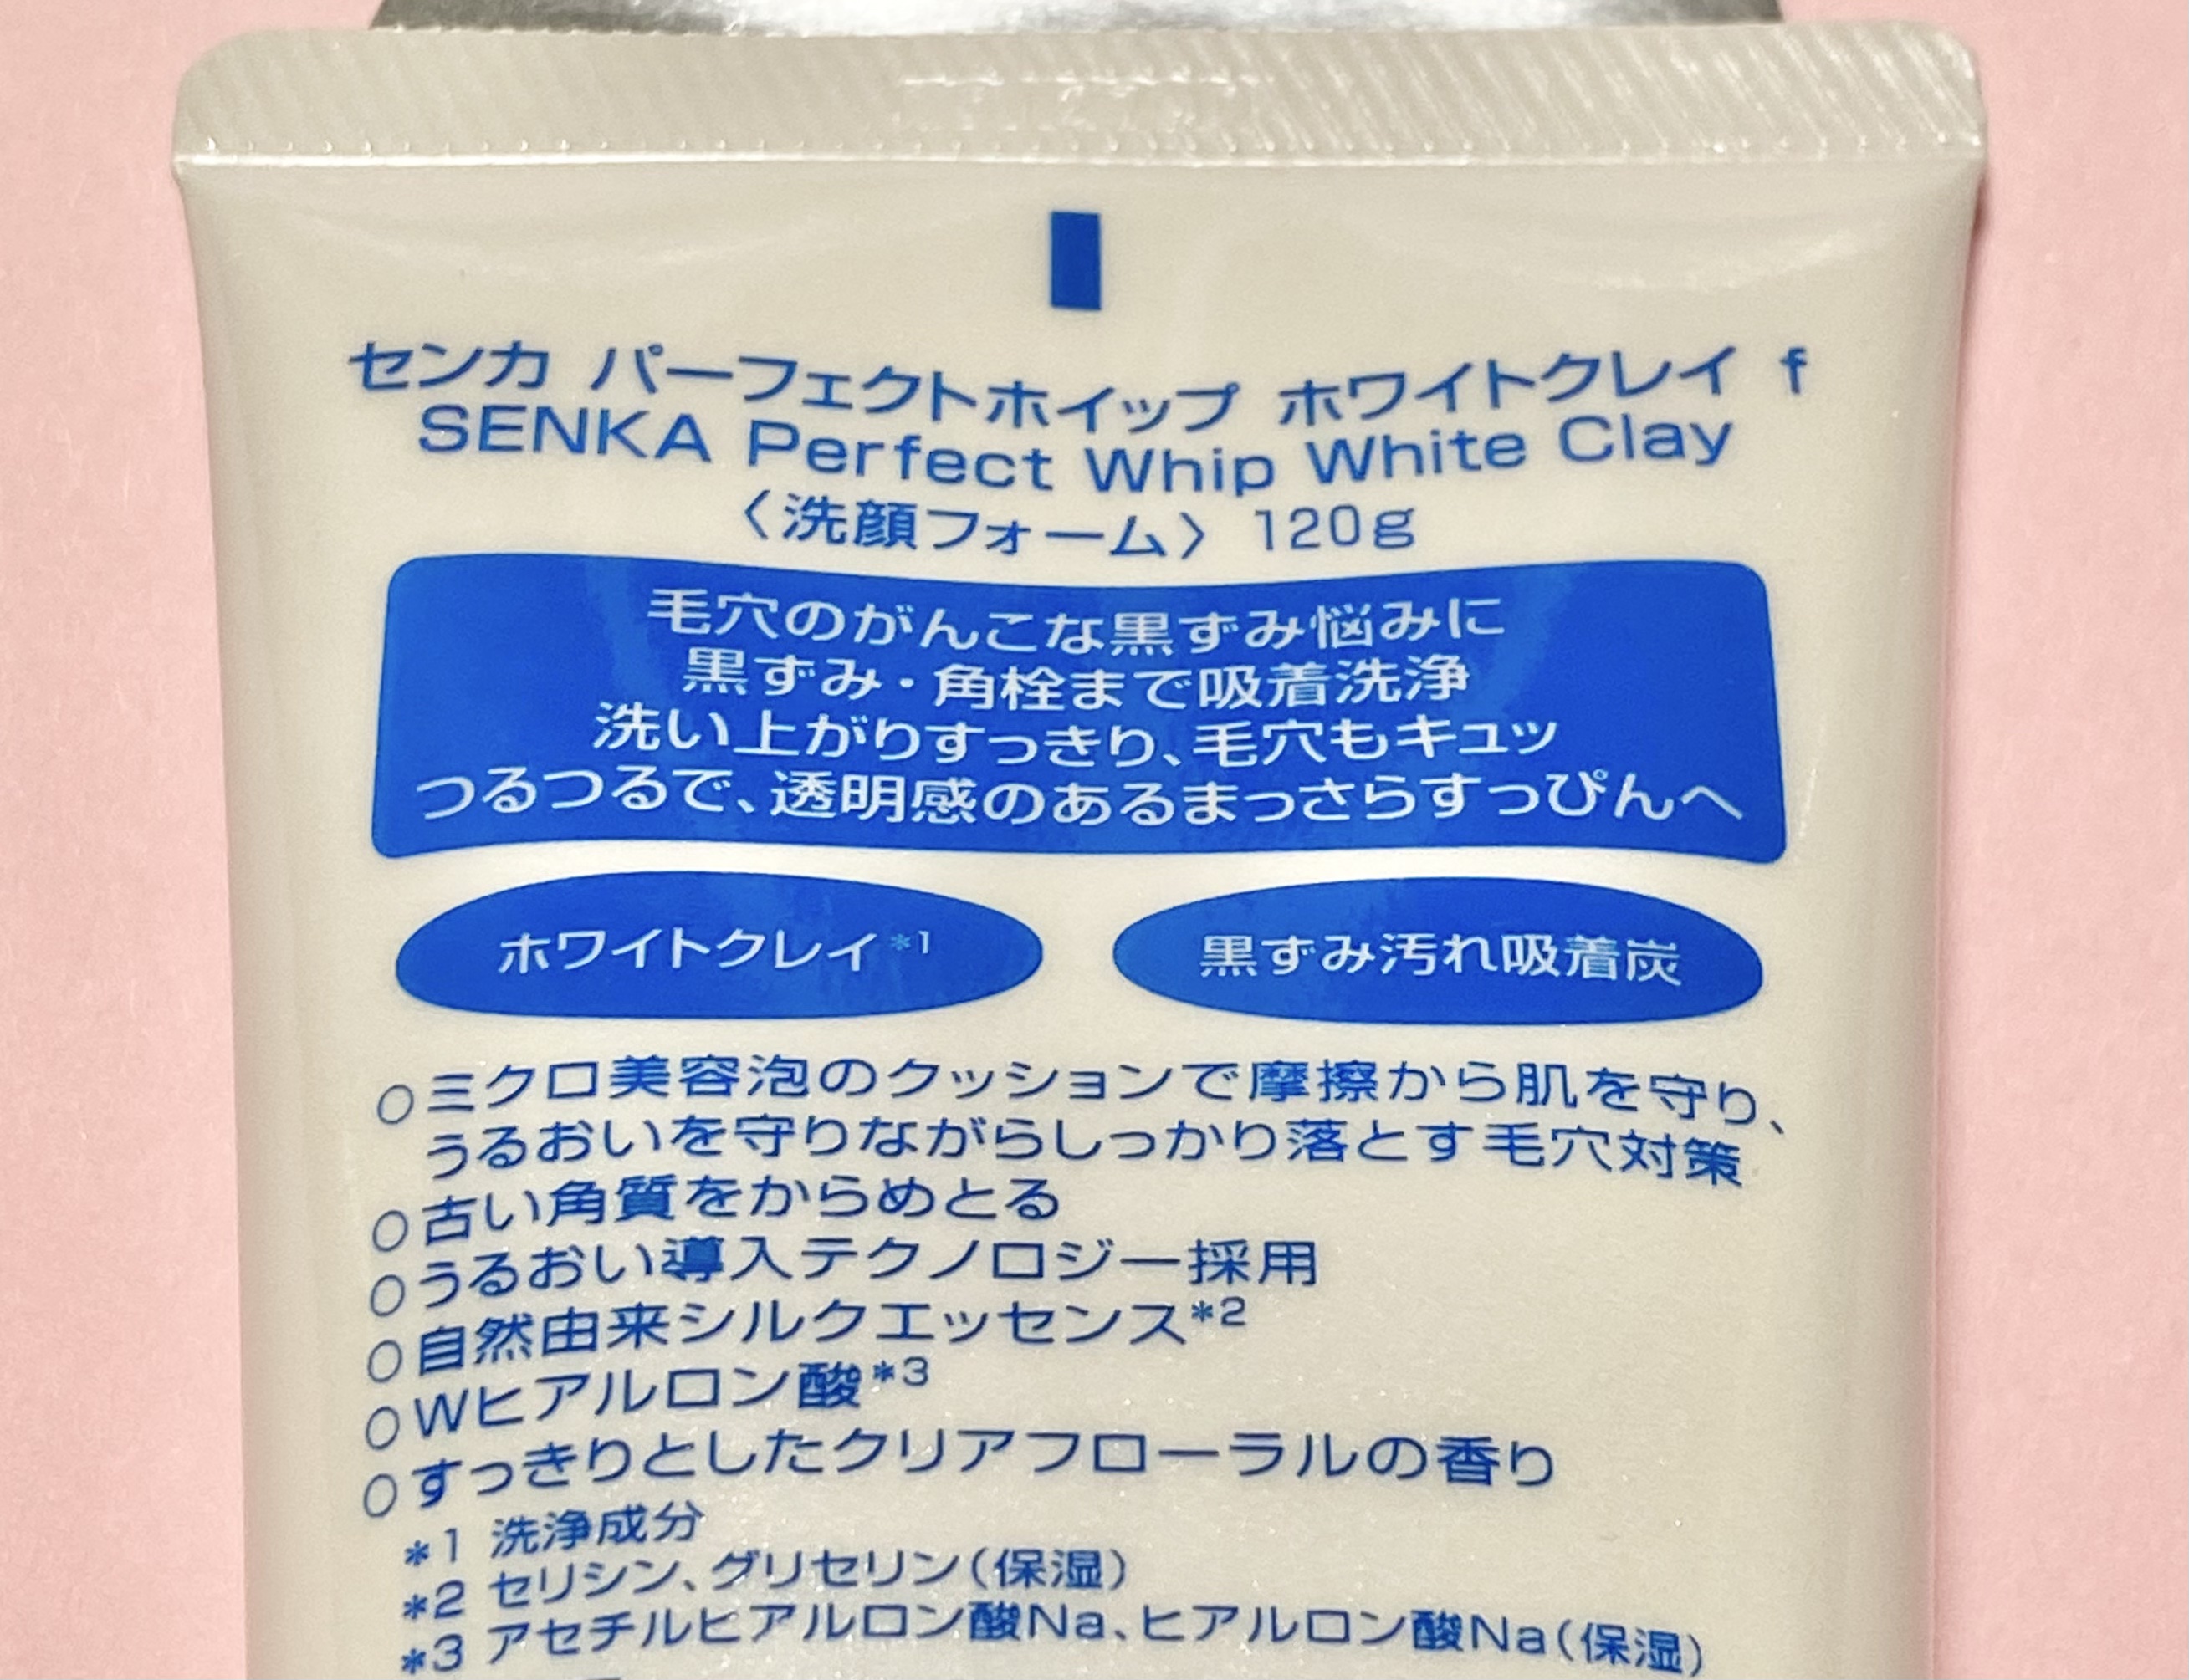 センカ パーフェクトホイップ ホワイトクレイ f
SENKA Perfect Whip White Clay
〈洗顔フォーム〉120g
毛穴のがんこな黒ずみ悩みに
黒ずみ・角栓まで吸着洗浄
洗い上がりすっきり、毛穴もキュッ
つるつるで、透明感のあるまっさらすっぴんへ
ホワイトクレイ*1
黒ずみ汚れ吸着炭
○ミクロ美容泡のクッションで摩擦から肌を守り、
うるおいを守りながらしっかり落とす毛穴対策
○古い角質をからめとる
○うるおい導入テクノロジー採用
○自然由来シルクエッセンス*2
○Wヒアルロン酸*3
○すっきりとしたクリアフローラルの香り
*1 洗浄成分
*2 セリシン、グリセリン(保湿)
*3 アセチルヒアルロン酸Na、ヒアルロン酸Na(保湿)